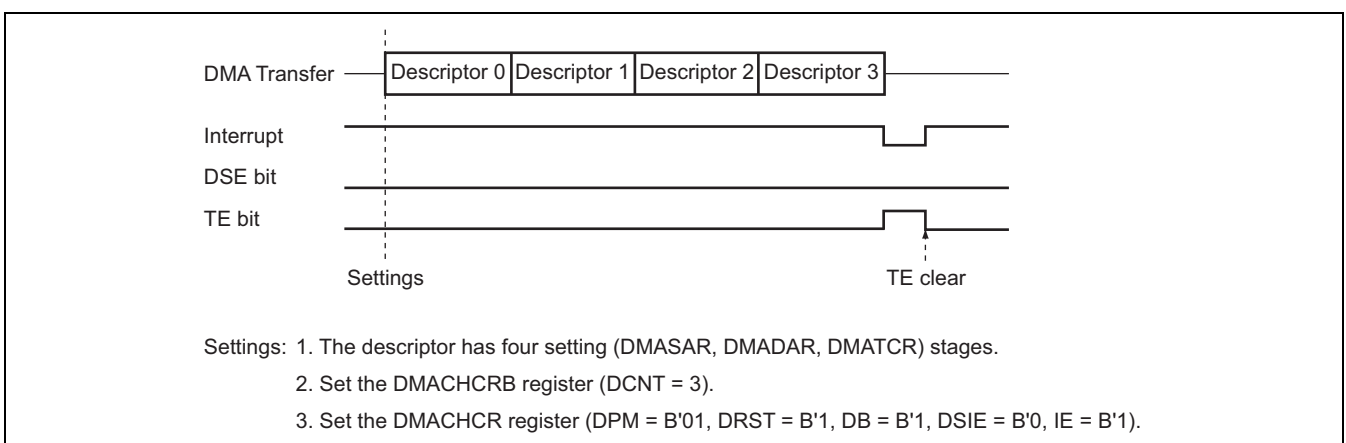 DMA Transfer
Descriptor 0 Descriptor 1 Descriptor 2 Descriptor 3
Interrupt
DSE bit
TE bit
Settings
TE clear
Settings: 1. The descriptor has four setting (DMASAR, DMADAR, DMATCR) stages.
2. Set the DMACHCRB register (DCNT = 3).
3. Set the DMACHCR register (DPM = B'01, DRST = B'1, DB = B'1, DSIE = B'0, IE = B'1).